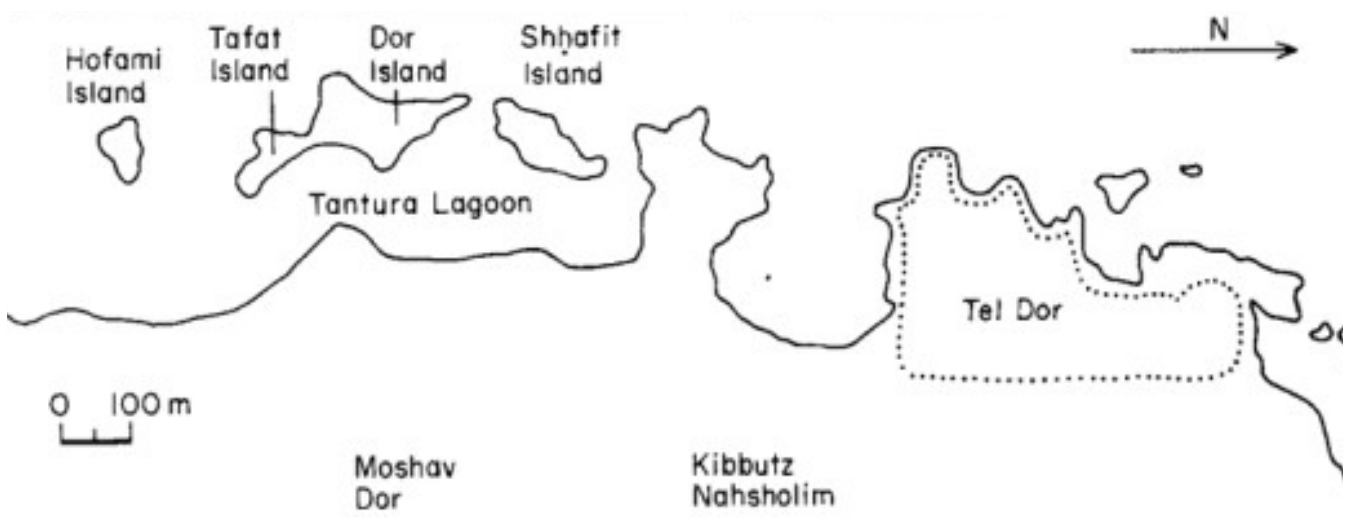 Hofami
Island
Tafat
Island
Dor
Island
Shḥafit
Island
N
Tantura Lagoon
Tel Dor
0 100 m
Moshav
Dor
Kibbutz
Nahsholim